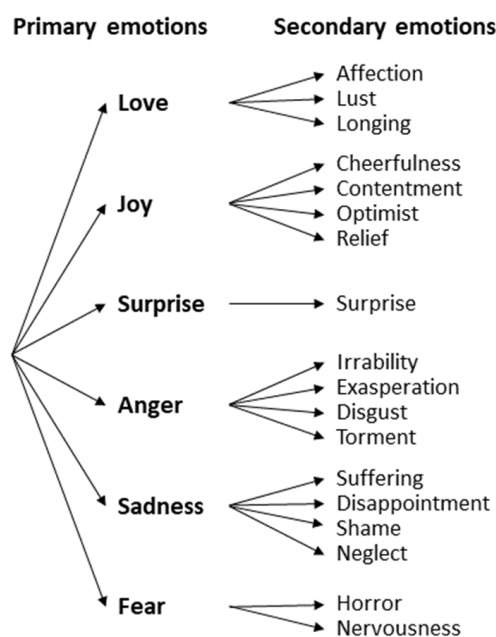 Primary emotions Secondary emotions
Love
Affection
Lust
Longing
Joy
Cheerfulness
Contentment
Optimist
Relief
Surprise
Surprise
Anger
Irrability
Exasperation
Disgust
Torment
Sadness
Suffering
Disappointment
Shame
Neglect
Fear
Horror
Nervousness